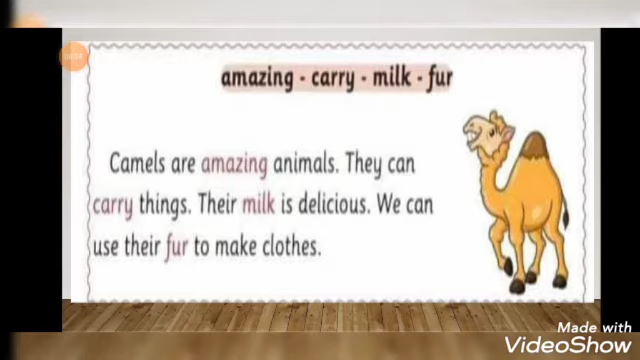 amazing - carry - milk - fur
Camels are amazing animals. They can
carry things. Their milk is delicious. We can
use their fur to make clothes.
Made with
VideoShow